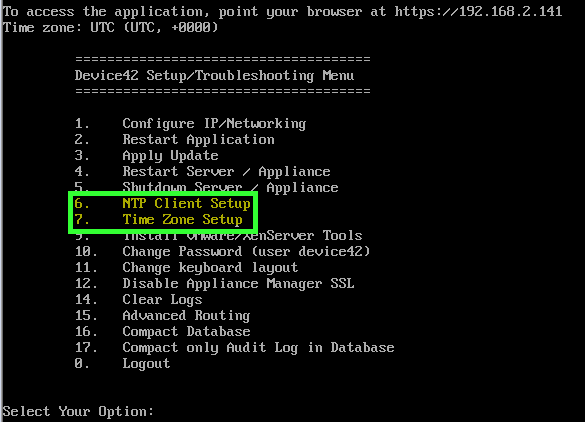 To access the application, point your browser at https://192.168.2.141
Time zone: UTC (UTC, +0000)
=====================================
Device42 Setup/Troubleshooting Menu
=====================================
1. Configure IP/Networking
2. Restart Application
3. Apply Update
4. Restart Server / Appliance
5. Shutdown Server / Appliance
6. NTP Client Setup
7. Time Zone Setup
9. Install VMware/XenServer Tools
10. Change Password (user device42)
11. Change keyboard layout
12. Disable Appliance Manager SSL
14. Clear Logs
15. Advanced Routing
16. Compact Database
17. Compact only Audit Log in Database
0. Logout
Select Your Option: